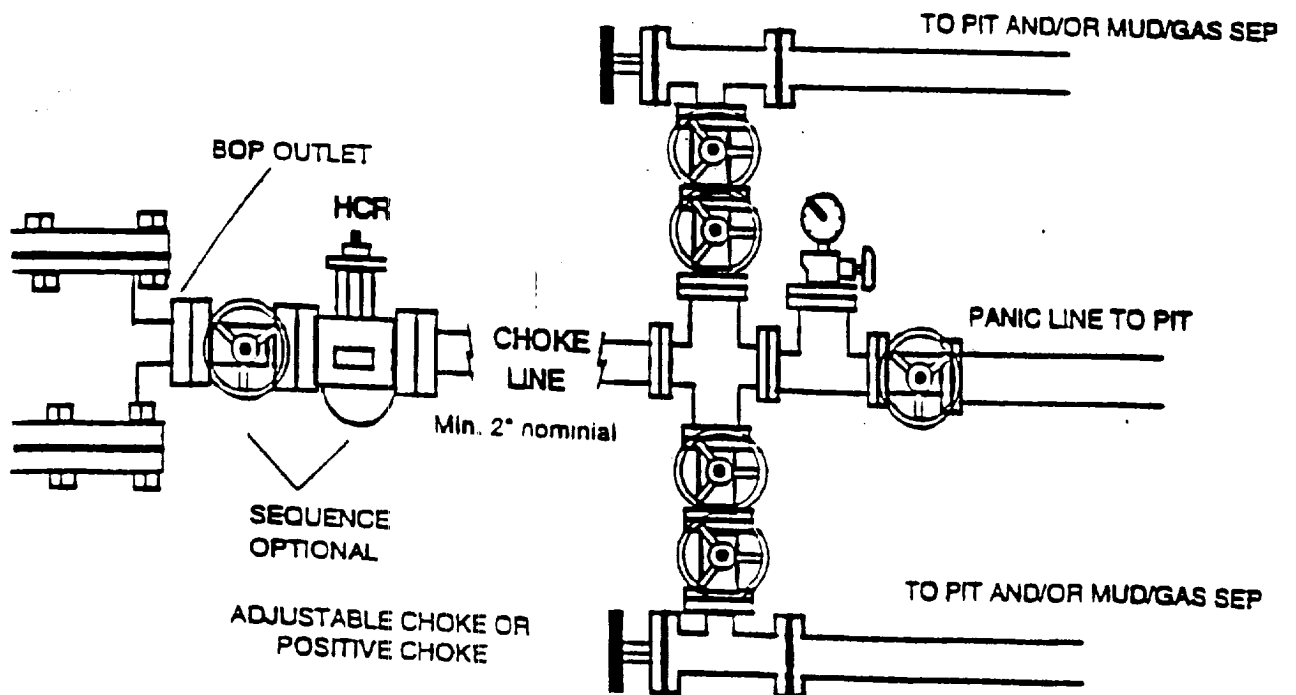 TO PIT AND/OR MUD/GAS SEP
BOP OUTLET
HCR
PANIC LINE TO PIT
CHOKE
LINE
Min. 2" nominial
SEQUENCE
OPTIONAL
TO PIT AND/OR MUD/GAS SEP
ADJUSTABLE CHOKE OR
POSITIVE CHOKE